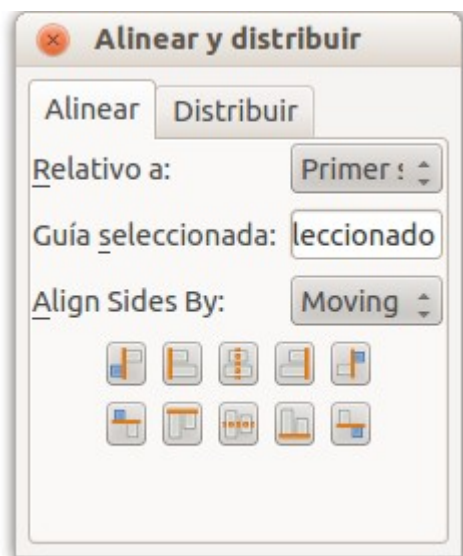 Alinear y distribuir
Alinear Distribuir
Relativo a: Primer s
Guía seleccionada: leccionado
Align Sides By: Moving